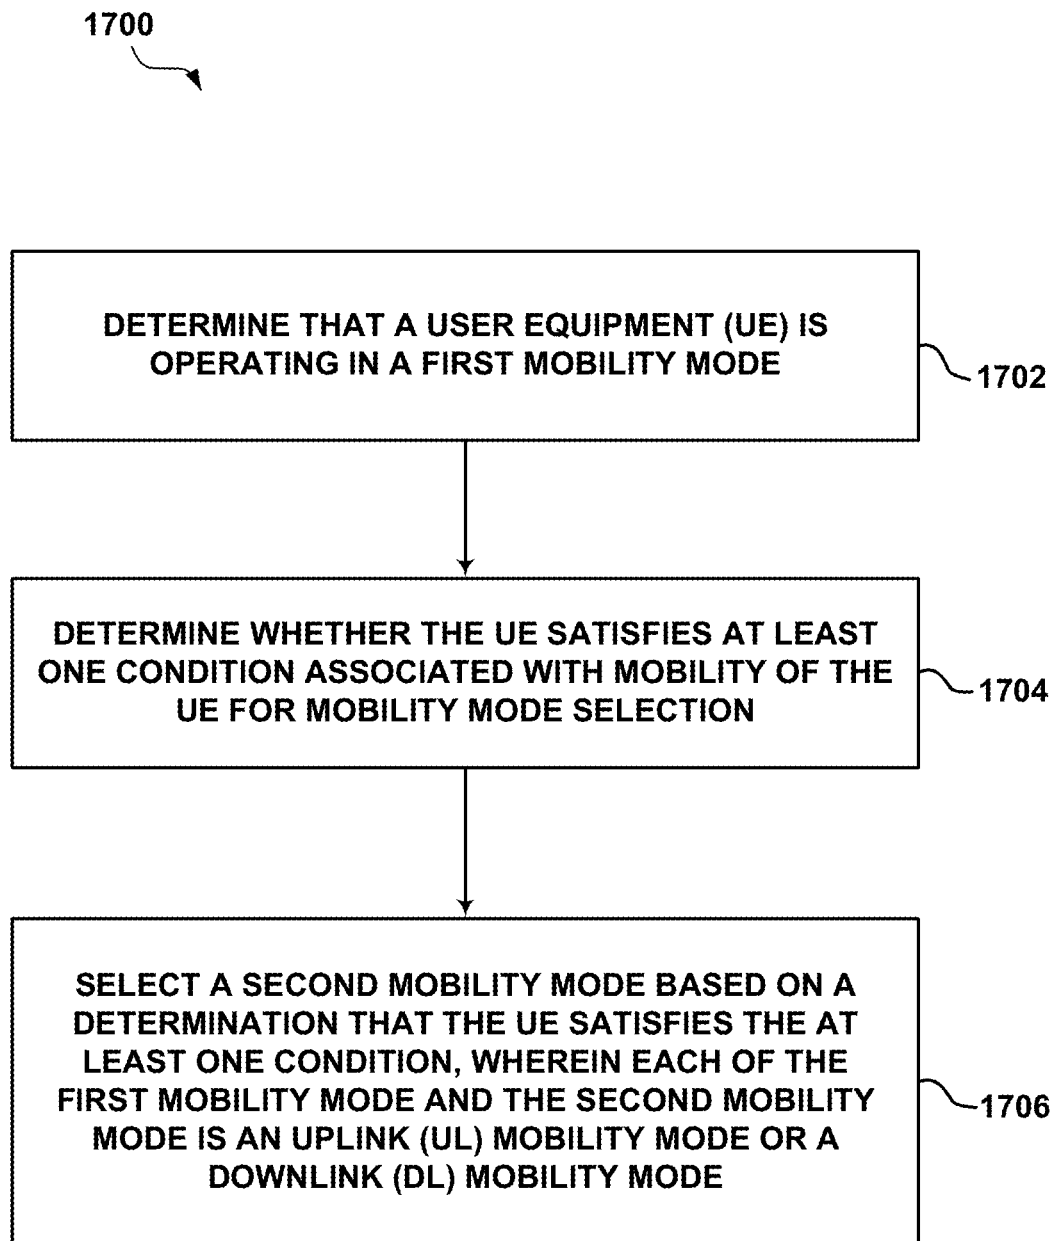 1700
DETERMINE THAT A USER EQUIPMENT (UE) IS
OPERATING IN A FIRST MOBILITY MODE
1702
DETERMINE WHETHER THE UE SATISFIES AT LEAST
ONE CONDITION ASSOCIATED WITH MOBILITY OF THE
UE FOR MOBILITY MODE SELECTION
1704
SELECT A SECOND MOBILITY MODE BASED ON A
DETERMINATION THAT THE UE SATISFIES THE AT
LEAST ONE CONDITION, WHEREIN EACH OF THE
FIRST MOBILITY MODE AND THE SECOND MOBILITY
MODE IS AN UPLINK (UL) MOBILITY MODE OR A
DOWNLINK (DL) MOBILITY MODE
1706